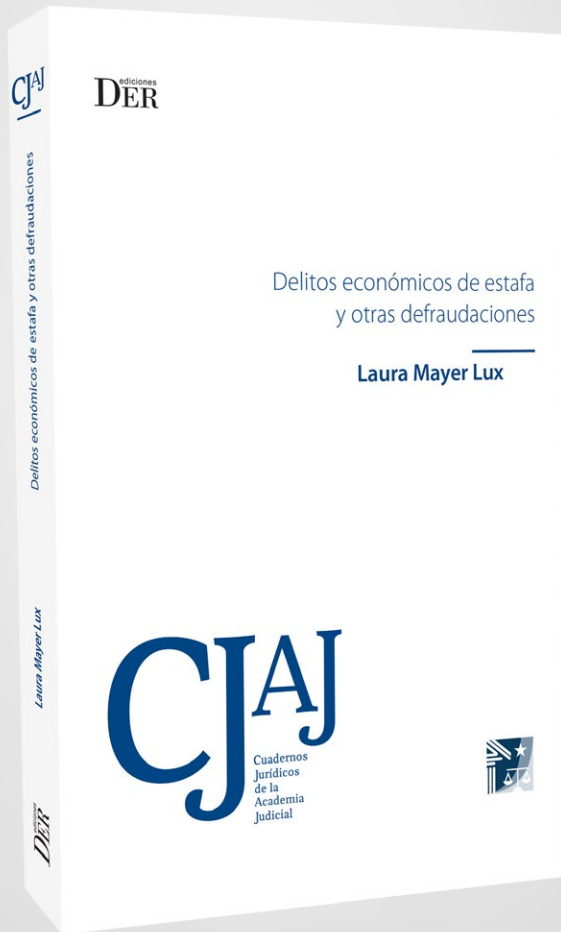 CJAJ
Delitos económicos de estafa y otras defraudaciones
Laura Mayer Lux
ediciones
DER
ediciones
DER
Delitos económicos de estafa
y otras defraudaciones
Laura Mayer Lux
CJAJ
Cuadernos
Jurídicos
de la
Academia
Judicial